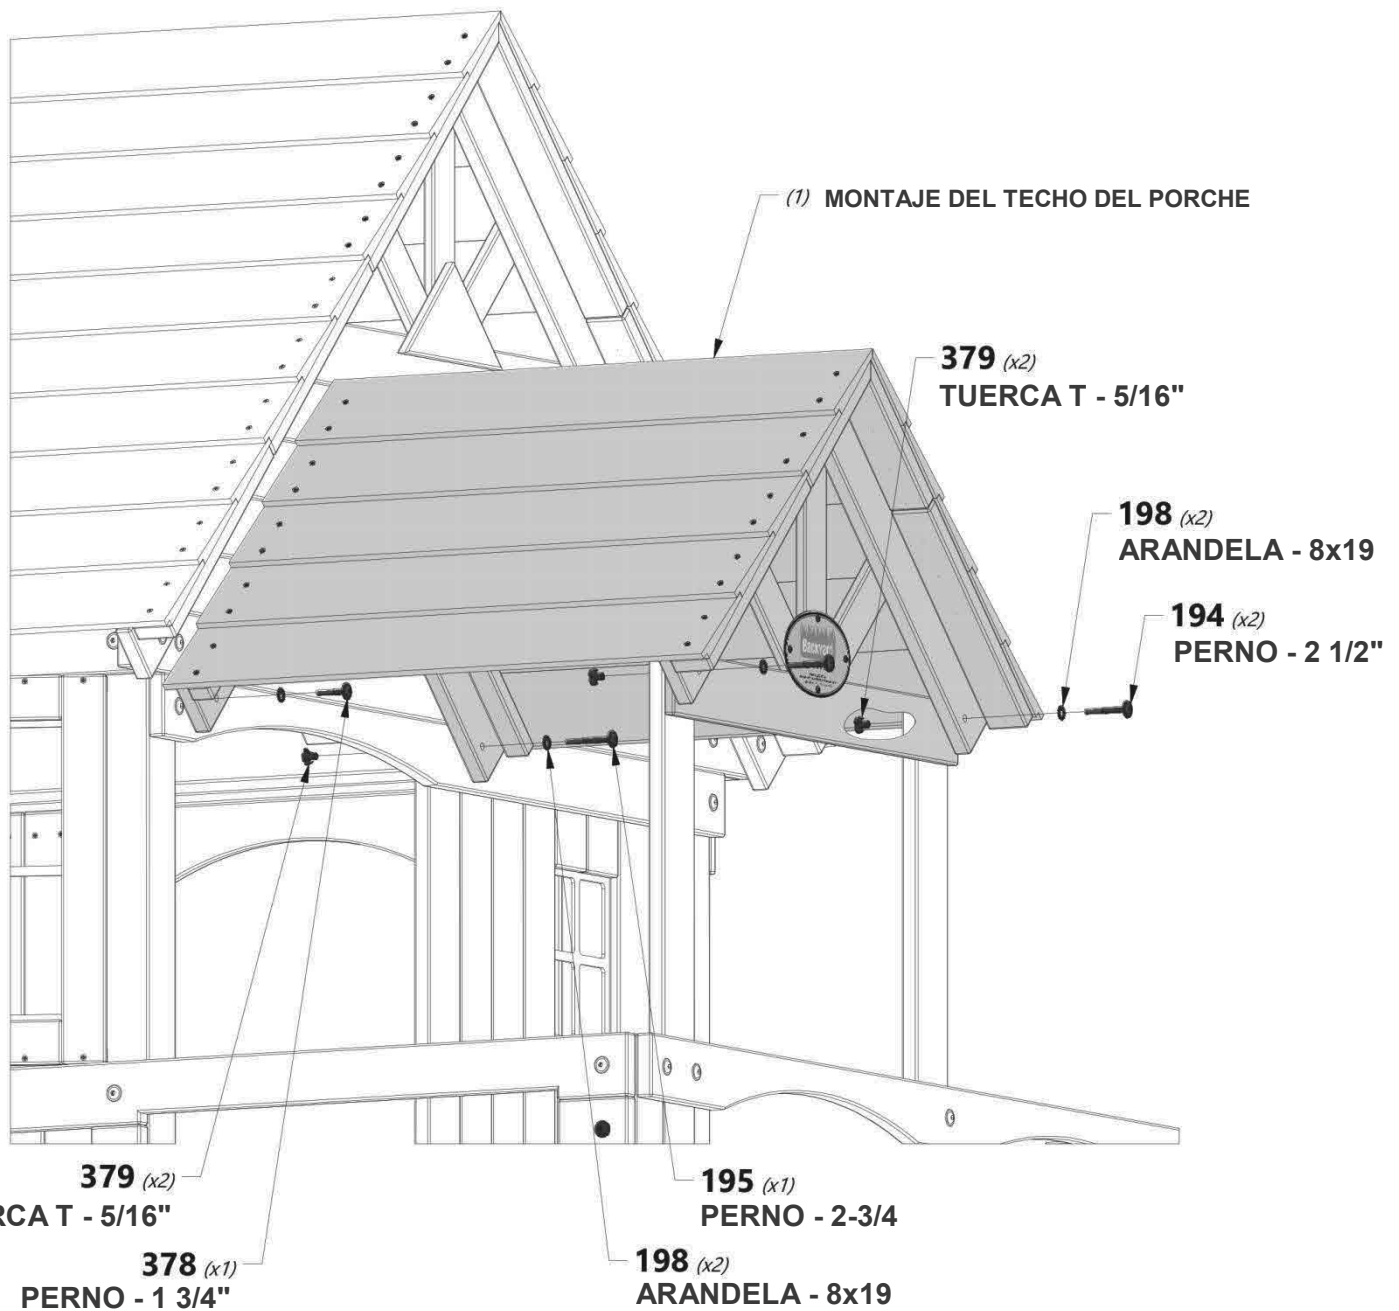 (1) MONTAJE DEL TECHO DEL PORCHE
379 (x2)
TUERCA T - 5/16"
198 (x2)
ARANDELA - 8x19
194 (x2)
PERNO - 2 1/2"
Backyard
379 (x2)
RCA T - 5/16"
195 (x1)
PERNO - 2-3/4
378 (x1)
PERNO - 1 3/4"
198 (x2)
ARANDELA - 8x19